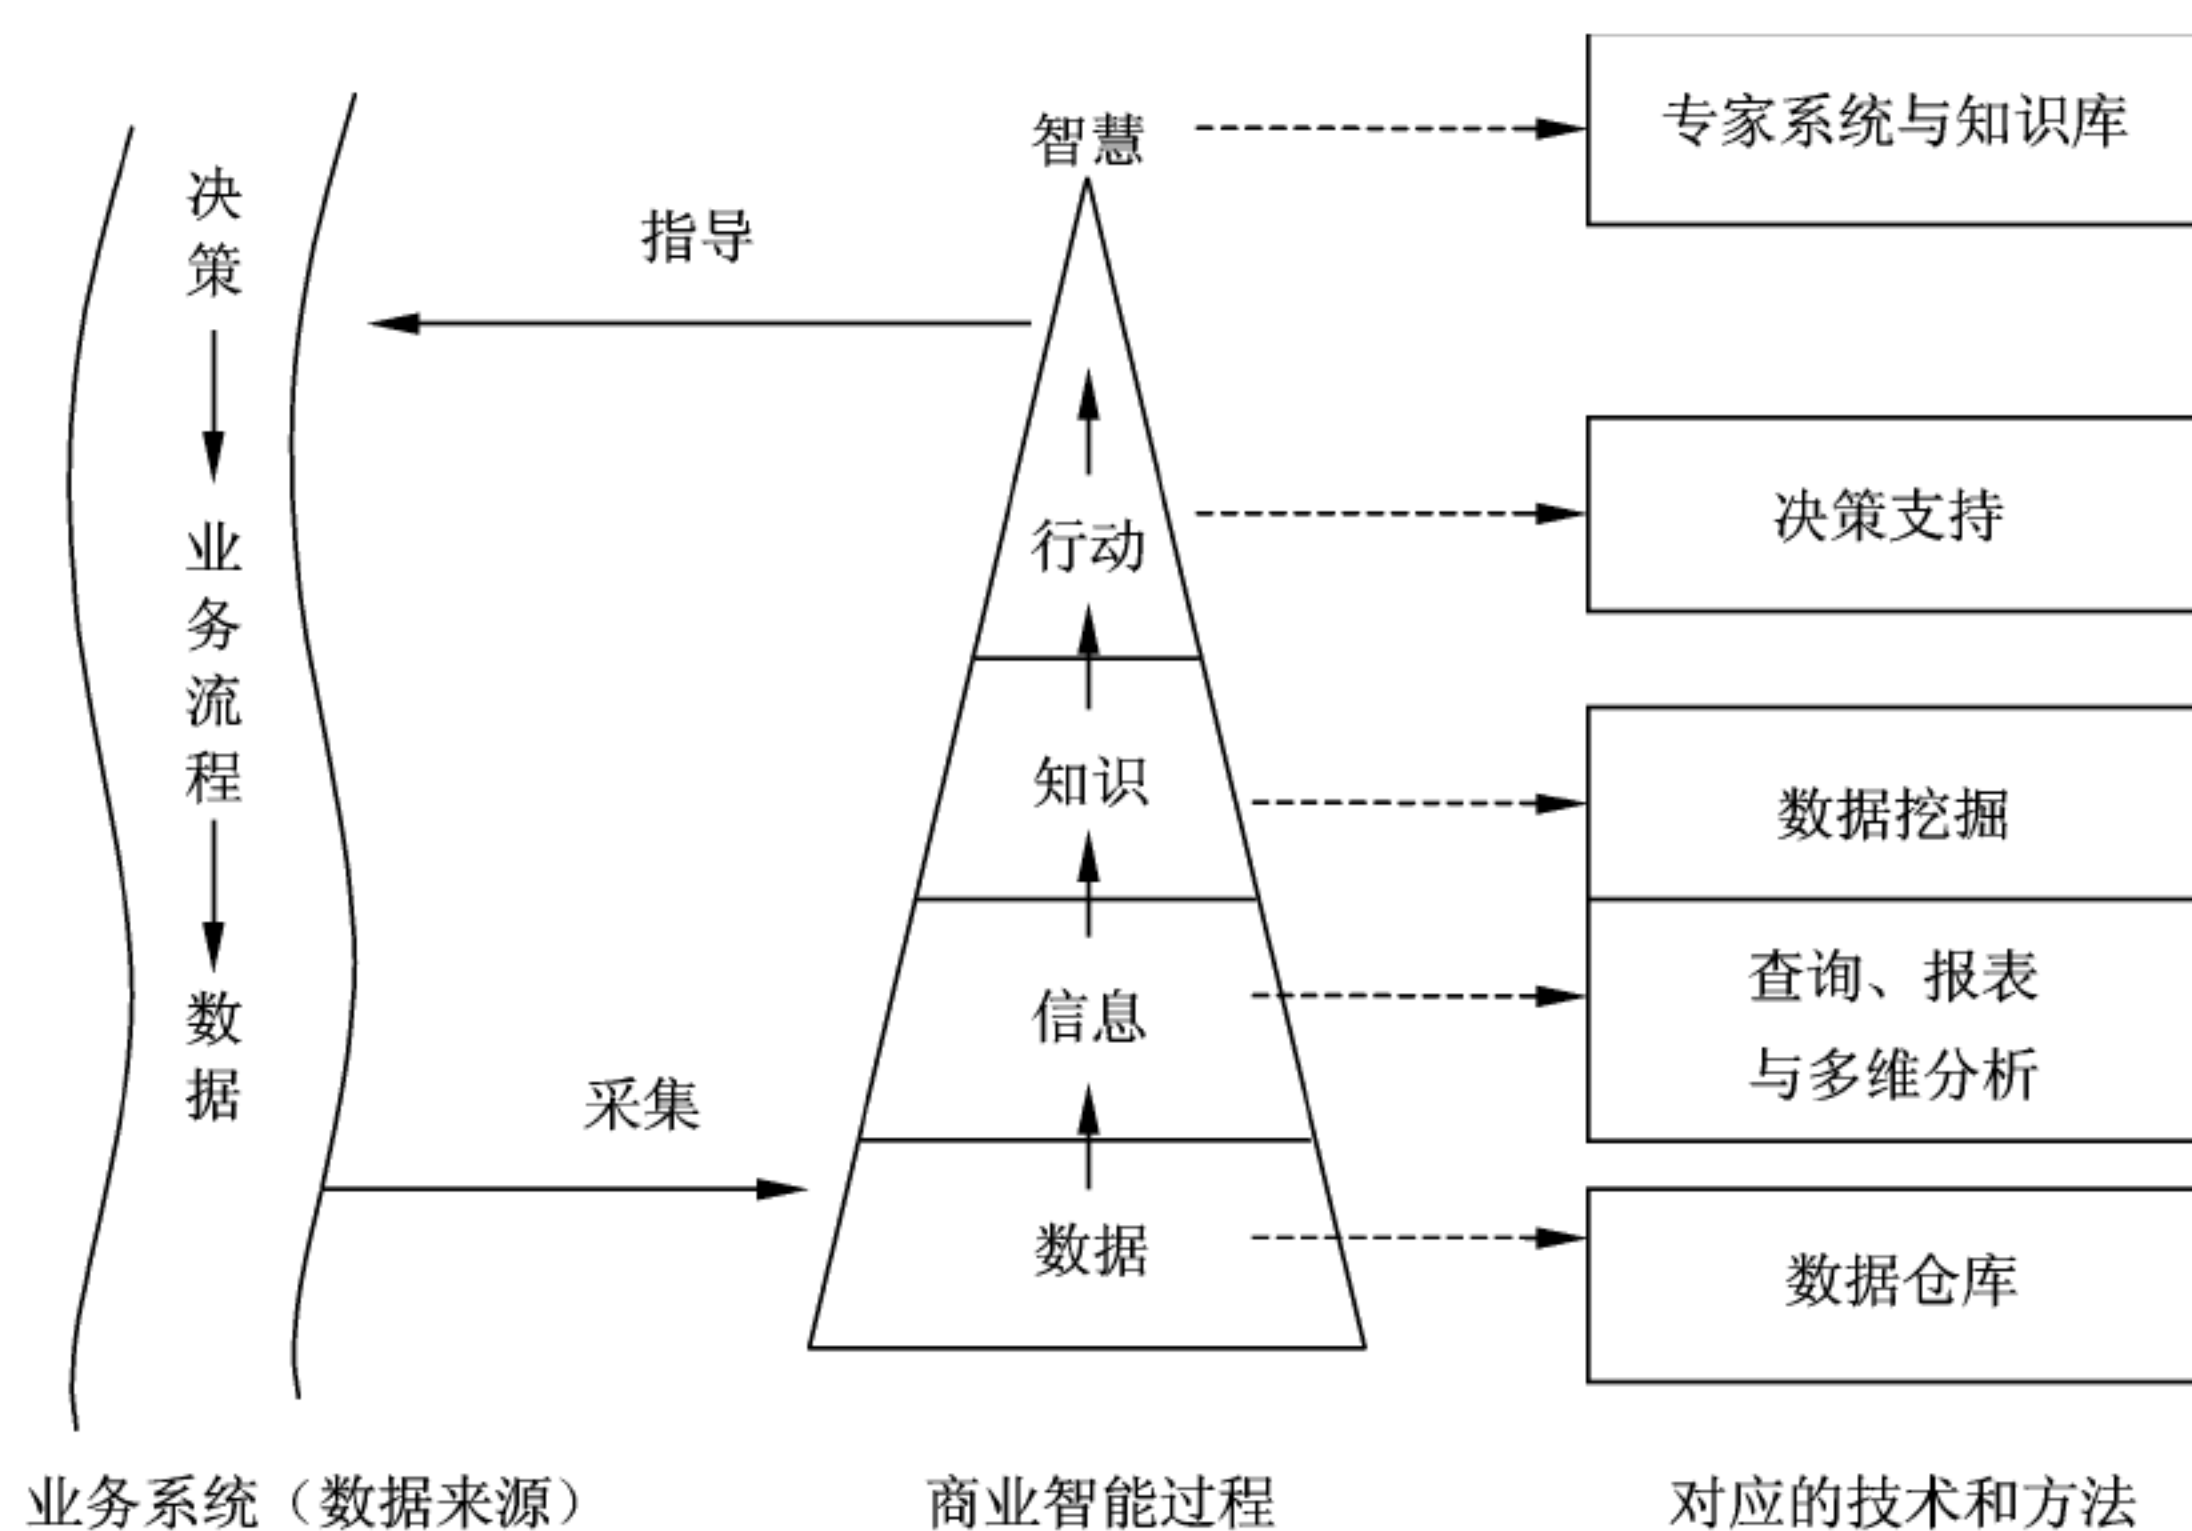 决策
业务流程
数据
指导
采集
智慧
行动
知识
信息
数据
专家系统与知识库
决策支持
数据挖掘
查询、报表
与多维分析
数据仓库
业务系统（数据来源）
商业智能过程
对应的技术和方法